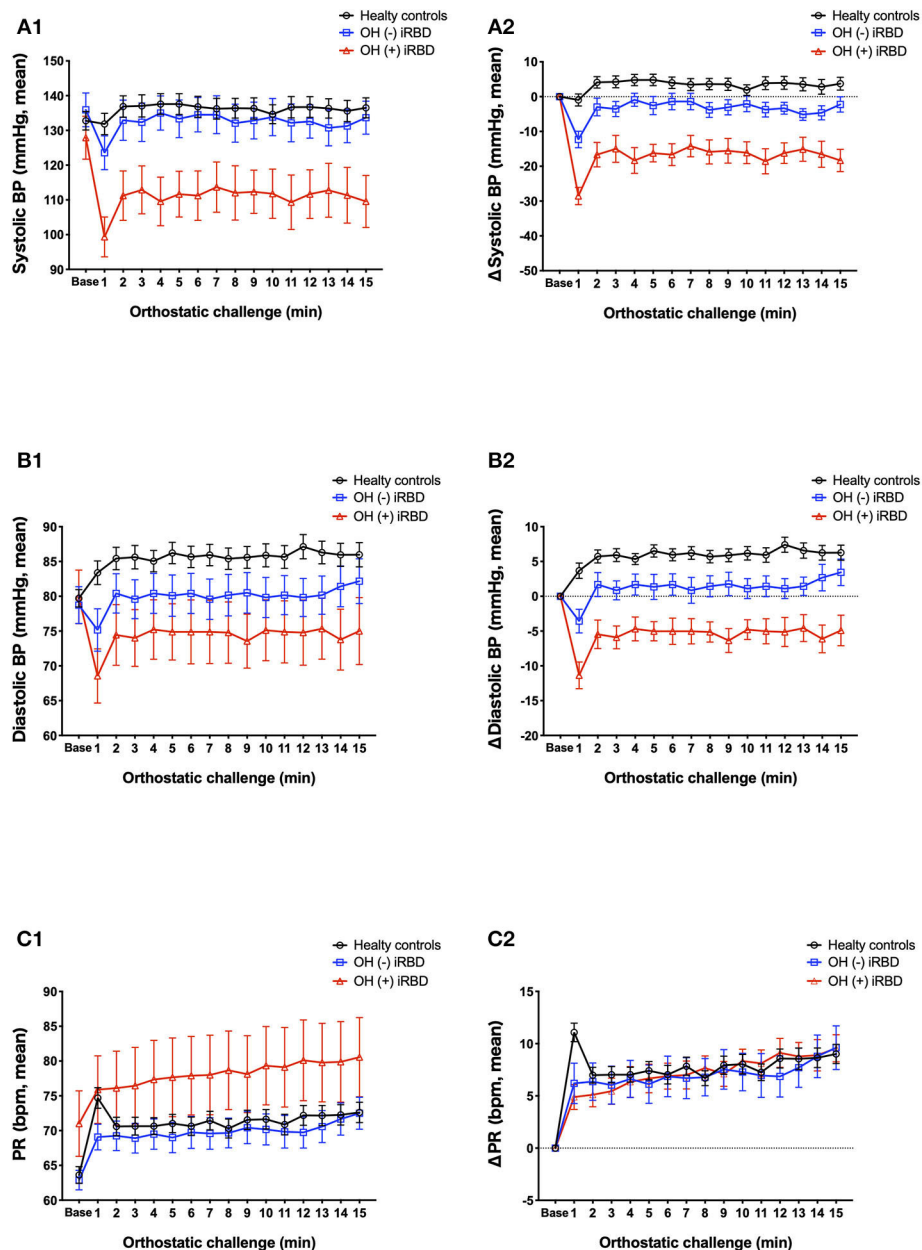 A1
Healty controls
OH (-) iRBD
OH (+) iRBD
Systolic BP (mmHg, mean)
150
140
130
120
110
100
90
Base 1 2 3 4 5 6 7 8 9 10 11 12 13 14 15
Orthostatic challenge (min)
A2
Healty controls
OH (-) iRBD
OH (+) iRBD
ΔSystolic BP (mmHg, mean)
10
0
-10
-20
-30
-40
-50
Base 1 2 3 4 5 6 7 8 9 10 11 12 13 14 15
Orthostatic challenge (min)
B1
Healty controls
OH (-) iRBD
OH (+) iRBD
Diastolic BP (mmHg, mean)
90
85
80
75
70
65
60
Base 1 2 3 4 5 6 7 8 9 10 11 12 13 14 15
Orthostatic challenge (min)
B2
Healty controls
OH (-) iRBD
OH (+) iRBD
ΔDiastolic BP (mmHg, mean)
10
5
0
-5
-10
-15
-20
Base 1 2 3 4 5 6 7 8 9 10 11 12 13 14 15
Orthostatic challenge (min)
C1
Healty controls
OH (-) iRBD
OH (+) iRBD
PR (bpm, mean)
90
85
80
75
70
65
60
Base 1 2 3 4 5 6 7 8 9 10 11 12 13 14 15
Orthostatic challenge (min)
C2
Healty controls
OH (-) iRBD
OH (+) iRBD
ΔPR (bpm, mean)
15
10
5
0
-5
Base 1 2 3 4 5 6 7 8 9 10 11 12 13 14 15
Orthostatic challenge (min)